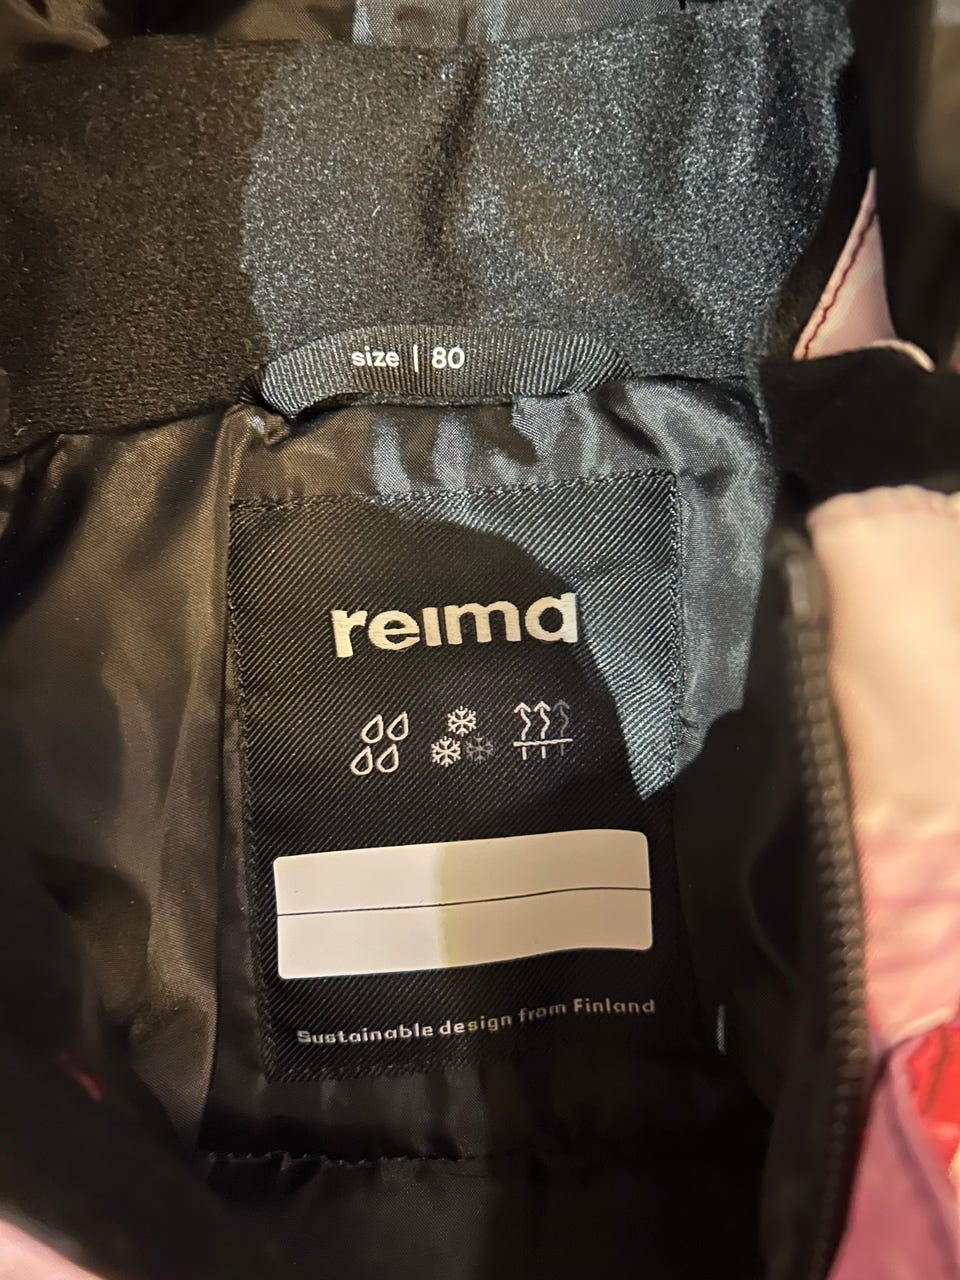 size | 80
reima
Sustainable design from Finland